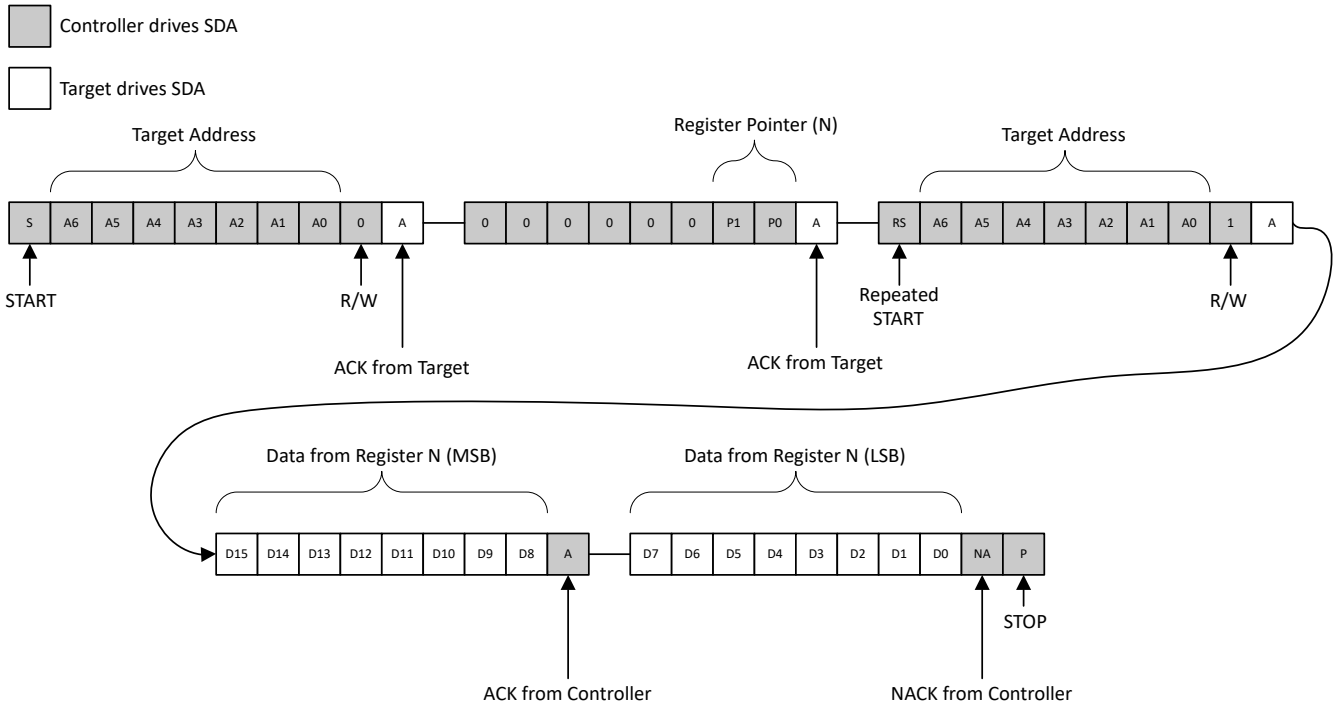 Controller drives SDA
Target drives SDA
Target Address
Register Pointer (N)
Target Address
S A6 A5 A4 A3 A2 A1 A0 0 A 0 0 0 0 0 0 P1 P0 A RS A6 A5 A4 A3 A2 A1 A0 1 A
START
R/W
ACK from Target
ACK from Target
Repeated
START
R/W
Data from Register N (MSB)
Data from Register N (LSB)
D15 D14 D13 D12 D11 D10 D9 D8 A D7 D6 D5 D4 D3 D2 D1 D0 NA P
STOP
ACK from Controller
NACK from Controller